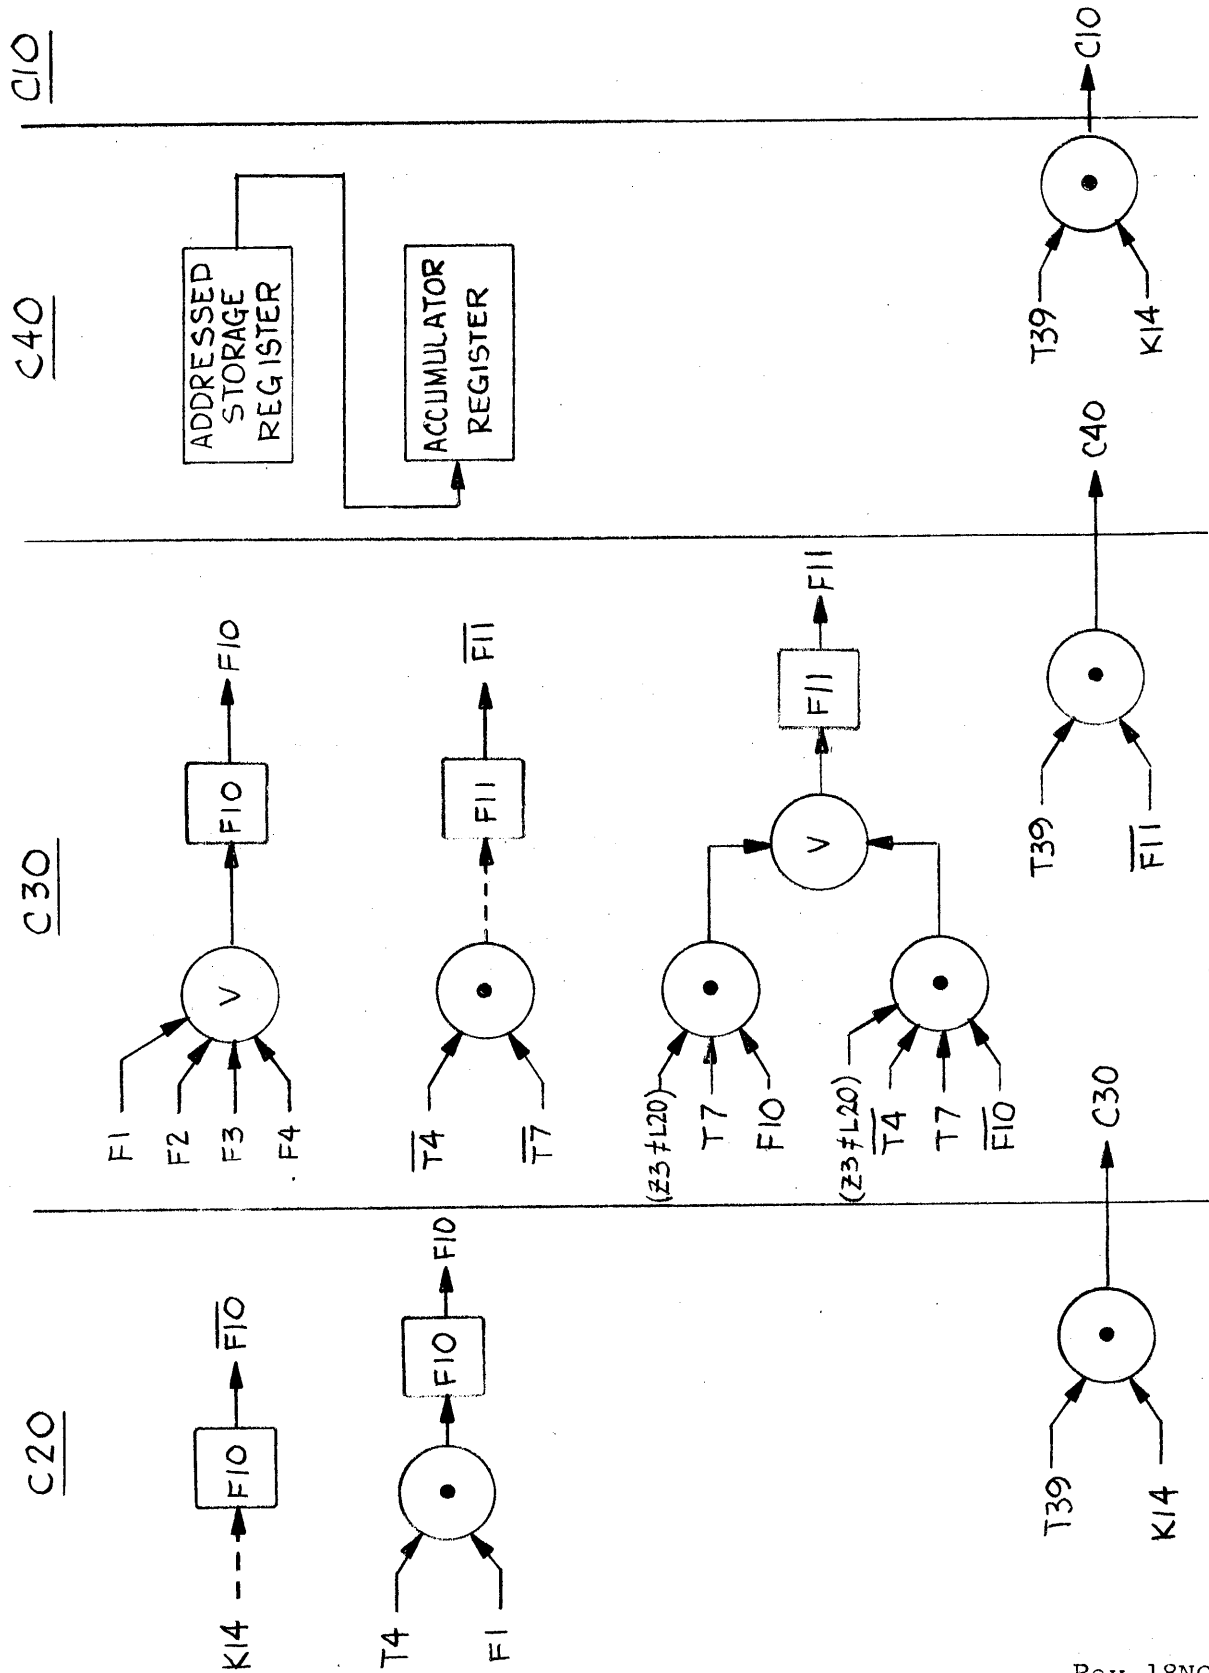 C20
K14
F10
F̅1̅0̅
T4
F1
F10
F10
T39
K14
C30
C30
F1
F2
F3
F4
V
F10
F10
T̅4̅
T̅7̅
F11
F̅1̅1̅
(Z3≠L20)
T7
F10
(Z3≠L20)
T̅4̅
T7
F̅1̅0̅
V
F11
F11
T39
F̅1̅1̅
C40
C40
ADDRESSED
STORAGE
REGISTER
ACCUMULATOR
REGISTER
T39
K14
C10
C10